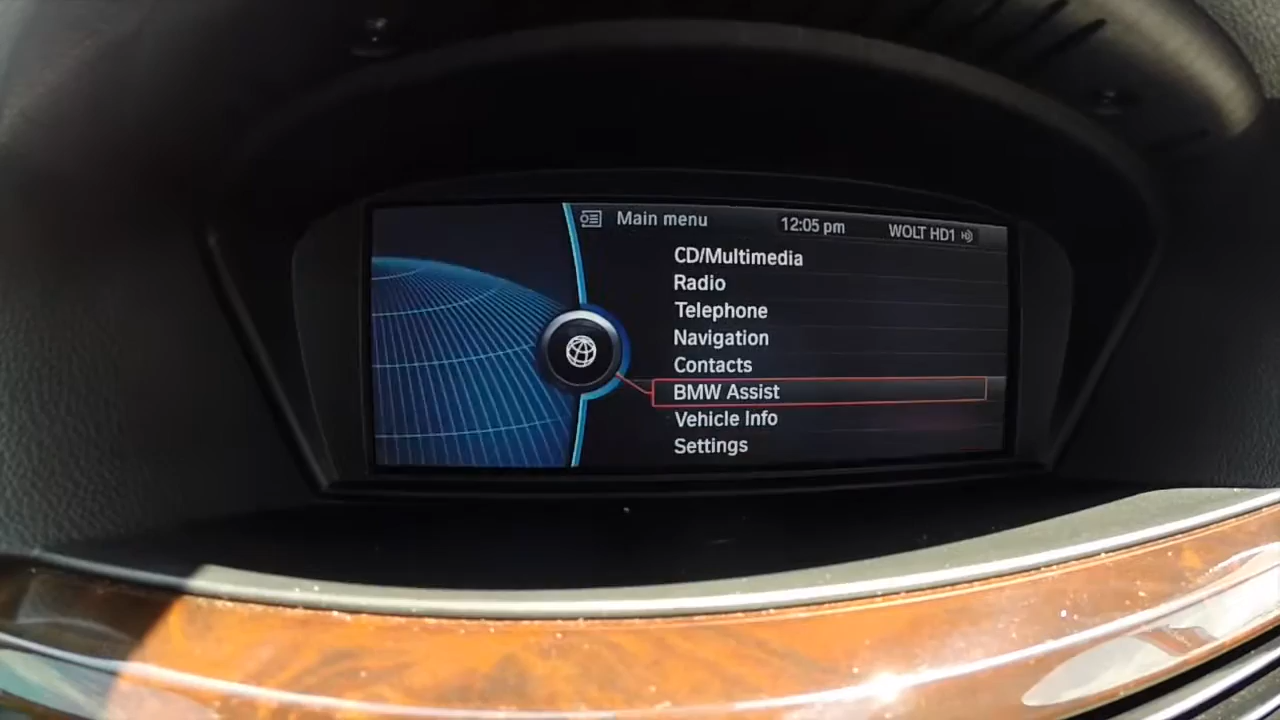 Main menu 12:05 pm WOLT HD1
CD/Multimedia
Radio
Telephone
Navigation
Contacts
BMW Assist
Vehicle Info
Settings